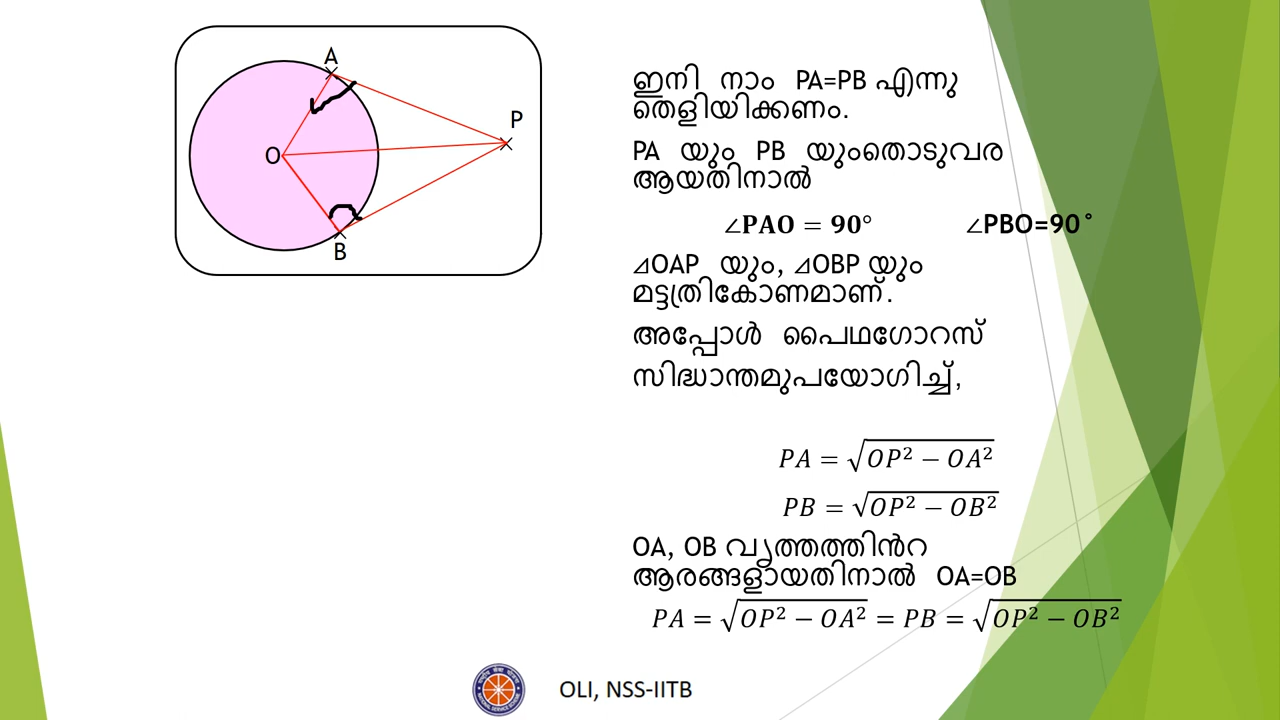 A
P
O
B
ഇനി നാം PA=PB എന്നു
തെളിയിക്കണം.
PA യും PB യുംതൊടുവര
ആയതിനാൽ
∠PAO = 90° ∠PBO=90˚
⊿OAP യും, ⊿OBP യും
മട്ടത്രികോണമാണ്.
അപ്പോൾ പൈഥഗോറസ്
സിദ്ധാന്തമുപയോഗിച്ച്,
PA = √(OP² − OA²)
PB = √(OP² − OB²)
OA, OB വൃത്തത്തിൻറ
ആരങ്ങളായതിനാൽ OA=OB
PA = √(OP² − OA²) = PB = √(OP² − OB²)
OLI, NSS-IITB